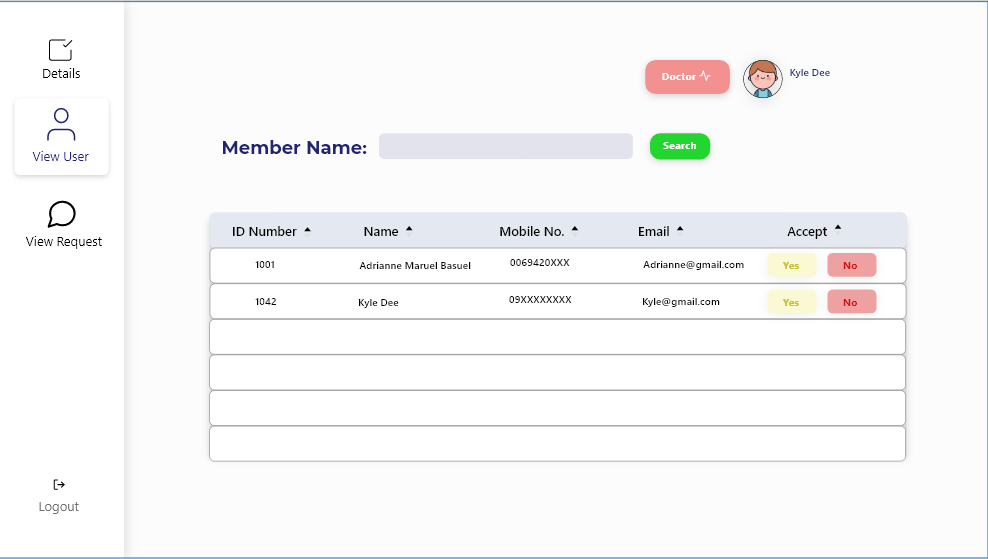 Details
View User
View Request
Logout
Doctor
Kyle Dee
Member Name:
Search
ID Number Name Mobile No. Email Accept
1001 Adrianne Maruel Basuel 0069420XXX Adrianne@gmail.com Yes No
1042 Kyle Dee 09XXXXXXXX Kyle@gmail.com Yes No